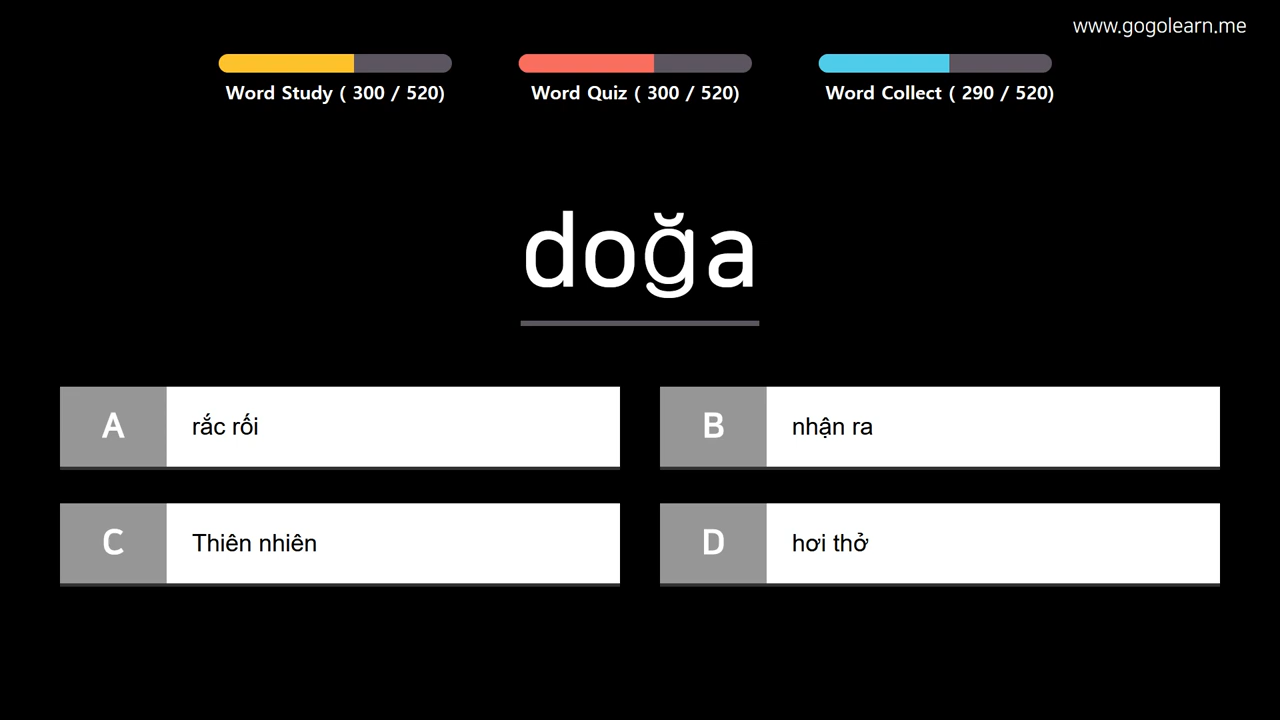 www.gogolearn.me
Word Study ( 300 / 520)
Word Quiz ( 300 / 520)
Word Collect ( 290 / 520)
doğa
A rắc rối
B nhận ra
C Thiên nhiên
D hơi thở